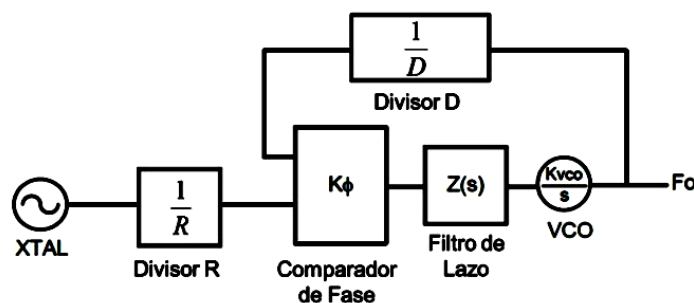 1
D
Divisor D
Kϕ
Z(s)
Kvco
s
Fo
1
R
XTAL
VCO
Divisor R
Comparador
de Fase
Filtro de
Lazo